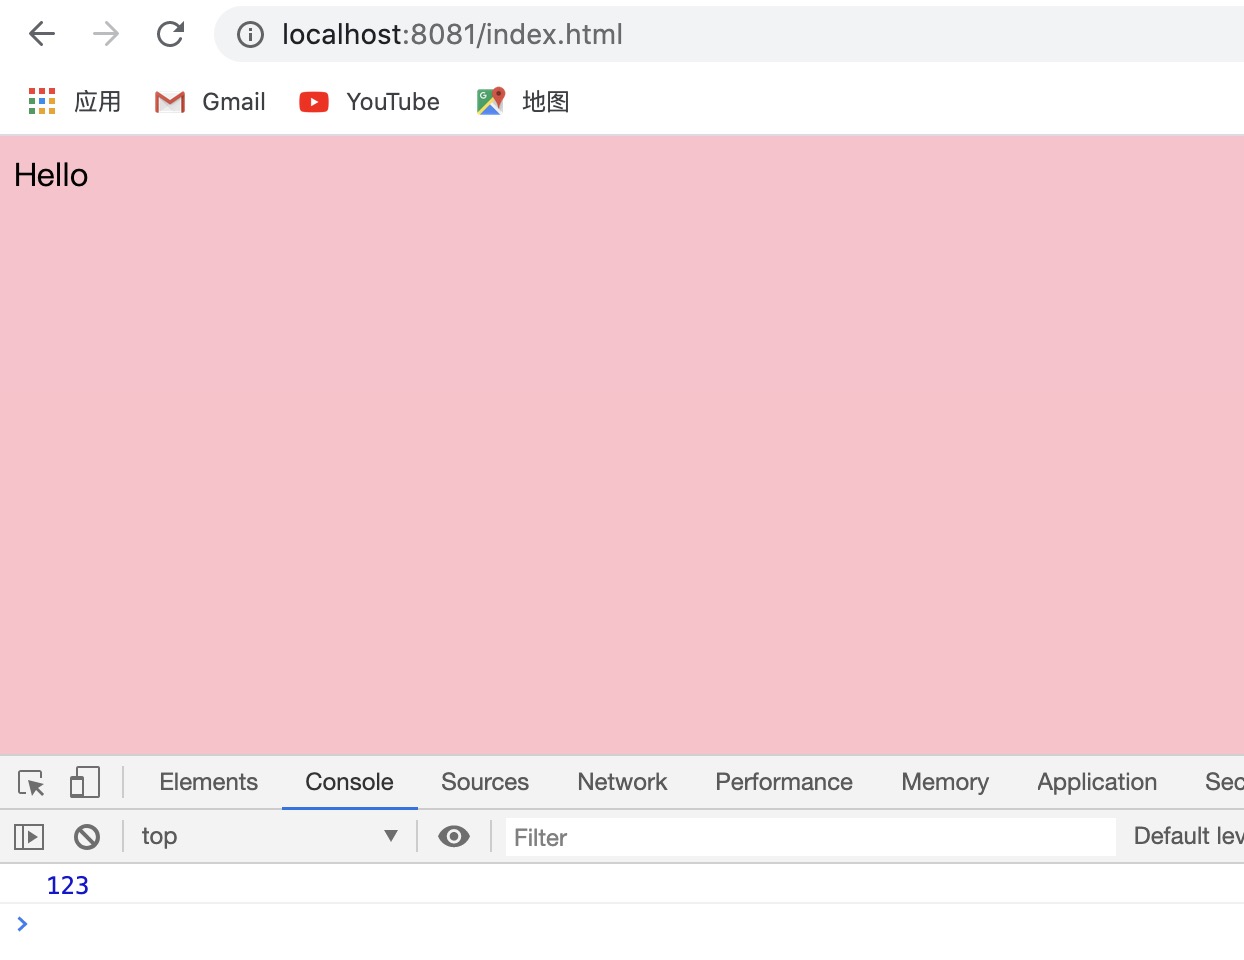 localhost:8081/index.html
应用 Gmail YouTube 地图
Hello
Elements Console Sources Network Performance Memory Application Sec
top Filter Default lev
123